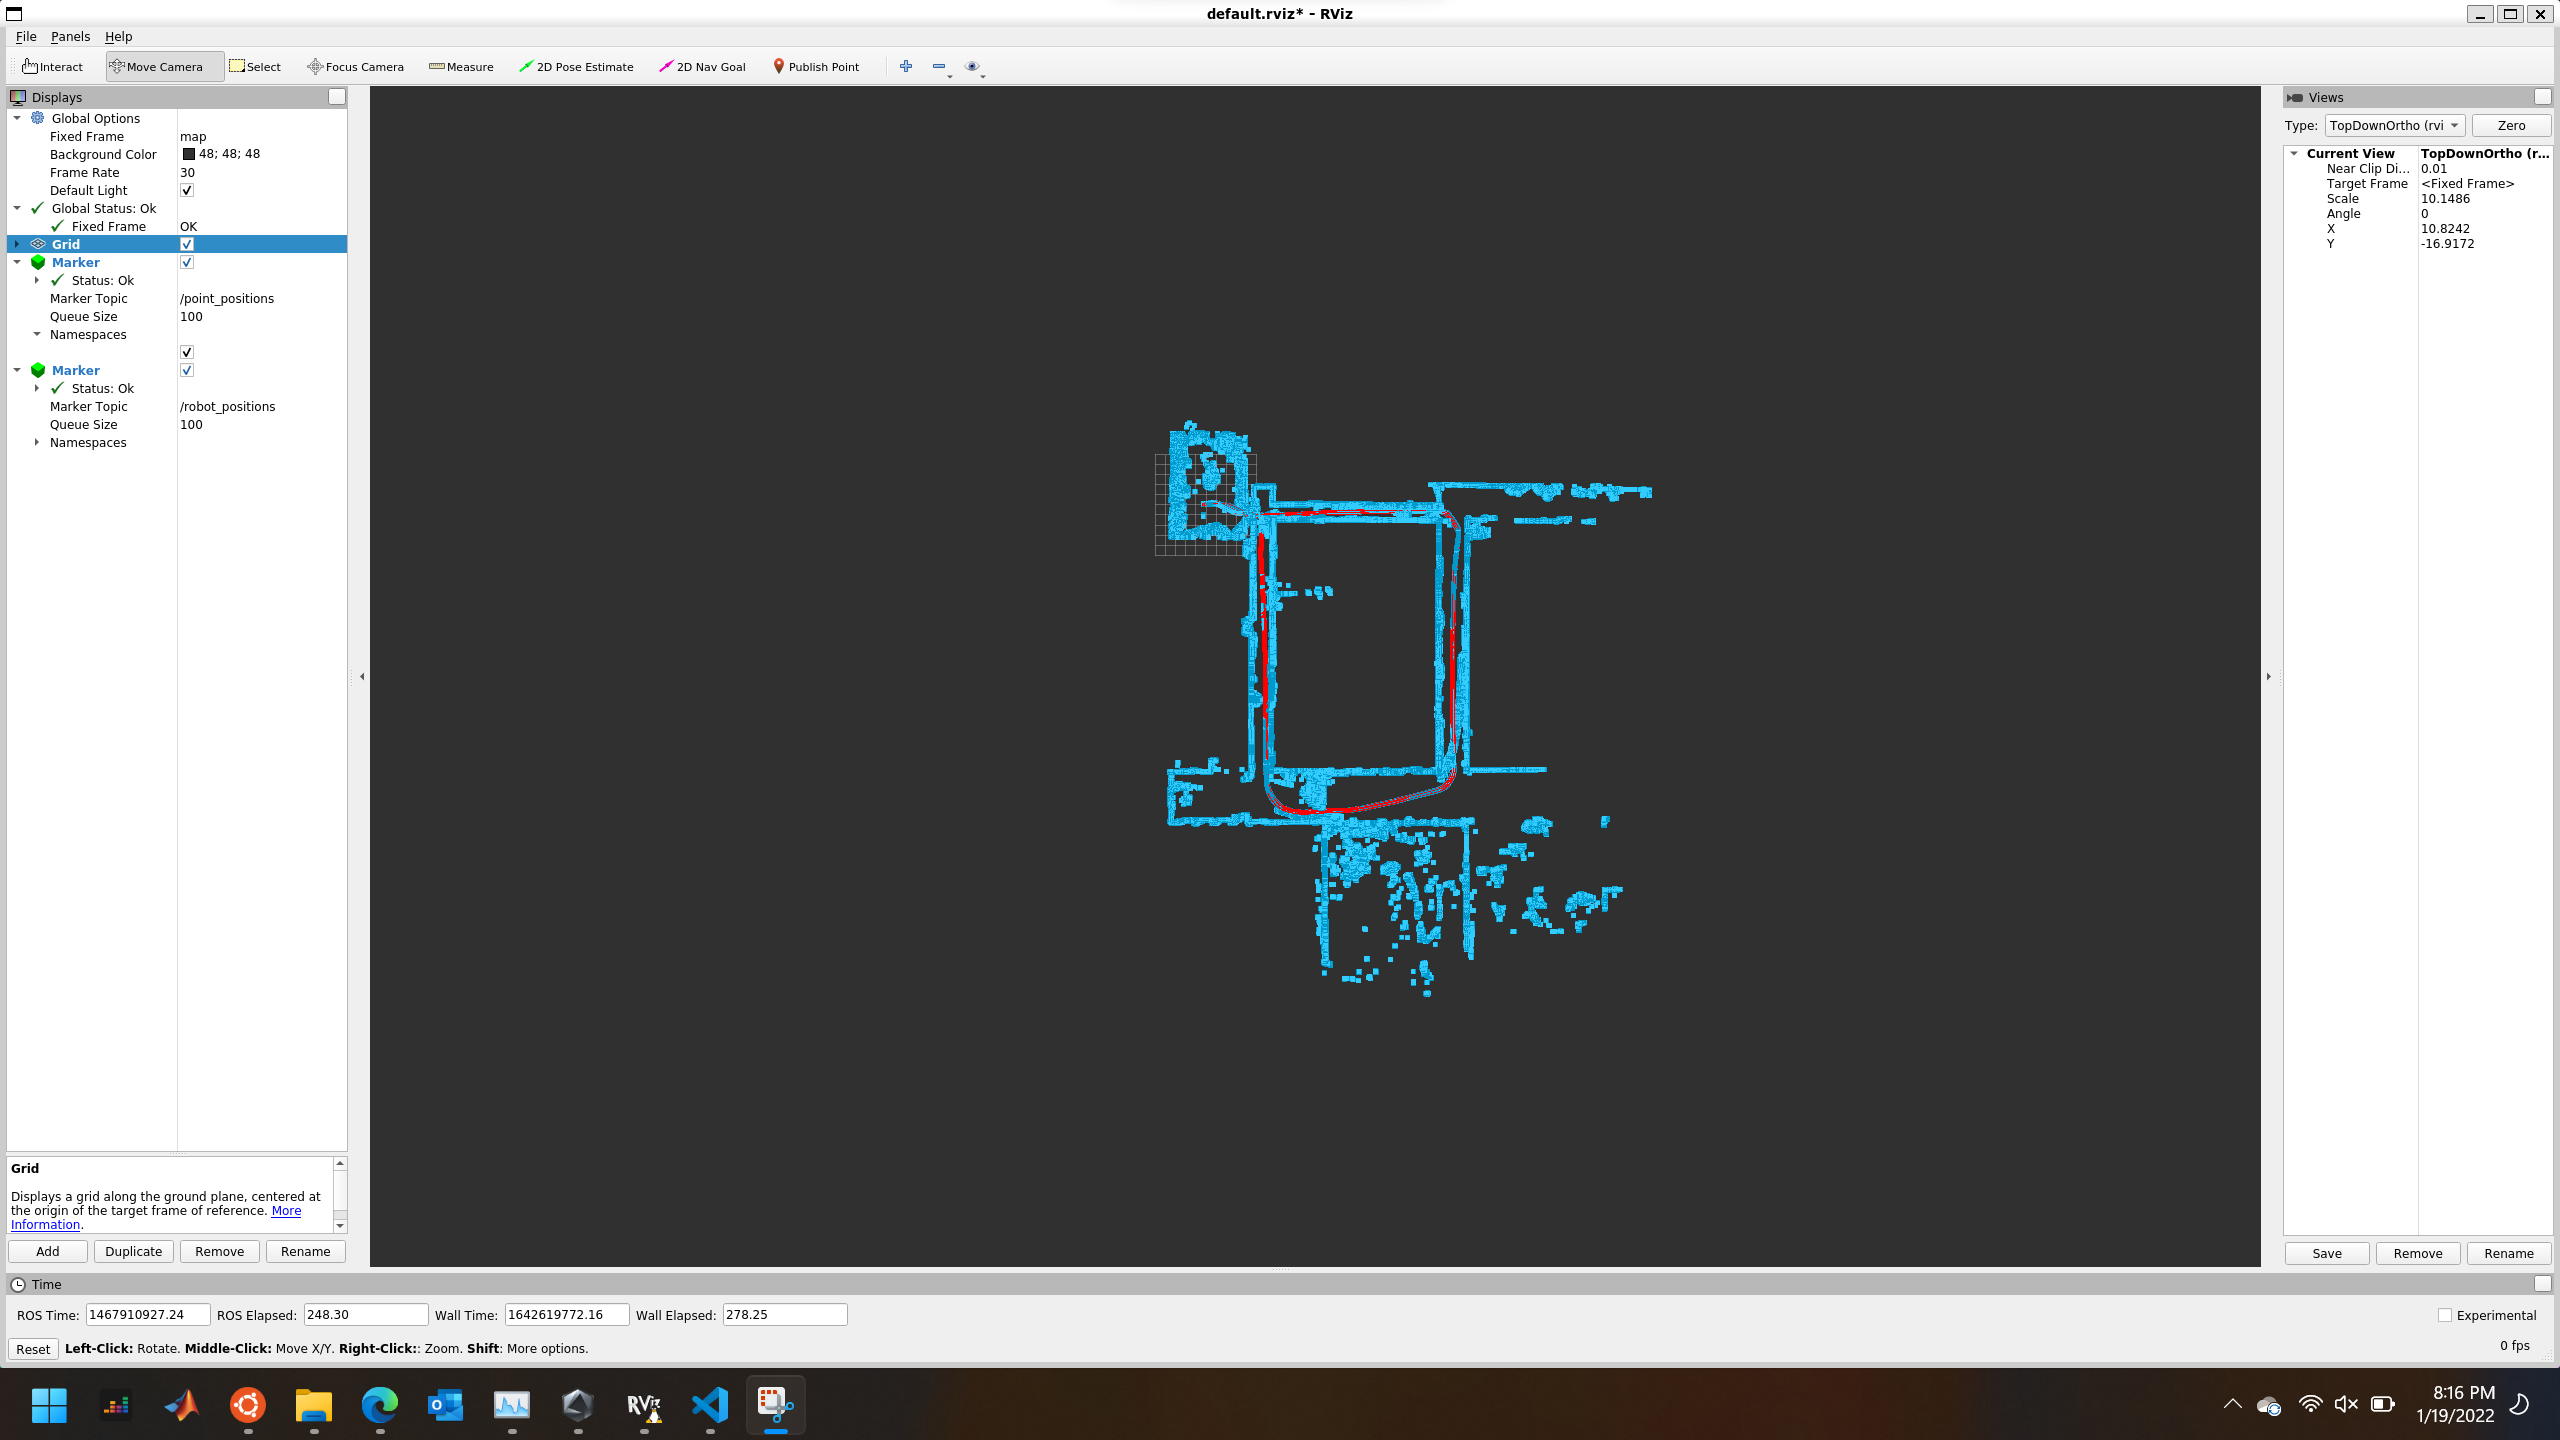 default.rviz* – RViz
File Panels Help
Interact Move Camera Select Focus Camera Measure 2D Pose Estimate 2D Nav Goal Publish Point
Displays
Global Options
Fixed Frame map
Background Color 48; 48; 48
Frame Rate 30
Default Light
Global Status: Ok
Fixed Frame OK
Grid
Marker
Status: Ok
Marker Topic /point_positions
Queue Size 100
Namespaces
Marker
Status: Ok
Marker Topic /robot_positions
Queue Size 100
Namespaces
Grid
Displays a grid along the ground plane, centered at
the origin of the target frame of reference. More
Information.
Add Duplicate Remove Rename
Views
Type: TopDownOrtho (rvi Zero
Current View TopDownOrtho (r...
Near Clip Di... 0.01
Target Frame <Fixed Frame>
Scale 10.1486
Angle 0
X 10.8242
Y -16.9172
Save Remove Rename
Time
ROS Time: 1467910927.24 ROS Elapsed: 248.30 Wall Time: 1642619772.16 Wall Elapsed: 278.25 Experimental
Reset Left-Click: Rotate. Middle-Click: Move X/Y. Right-Click:: Zoom. Shift: More options. 0 fps
RViz
8:16 PM
1/19/2022